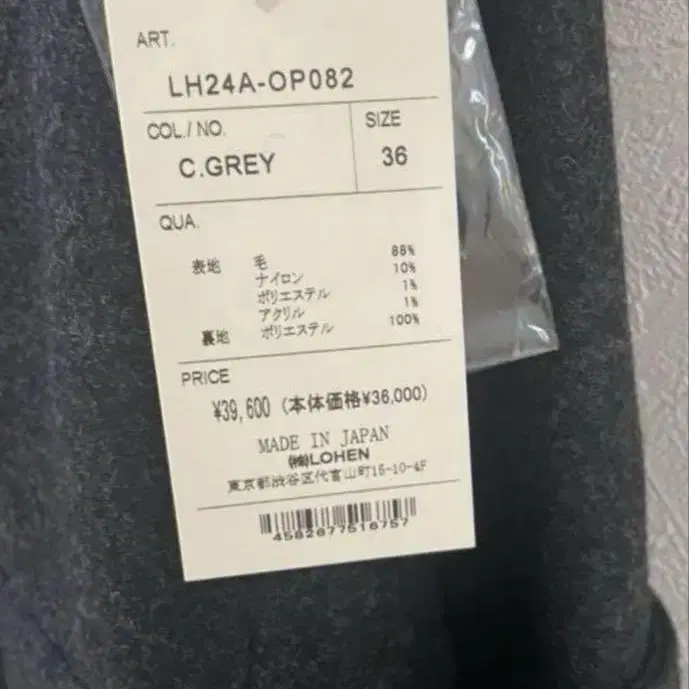 ART.
LH24A-OP082
COL./NO. SIZE
C.GREY 36
QUA.
表地 毛 88%
ナイロン 10%
ポリエステル 1%
アクリル 1%
裏地 ポリエステル 100%
PRICE
¥39,600 (本体価格¥36,000)
MADE IN JAPAN
㈱LOHEN
東京都渋谷区代官山町15-10-4F
4582677516757